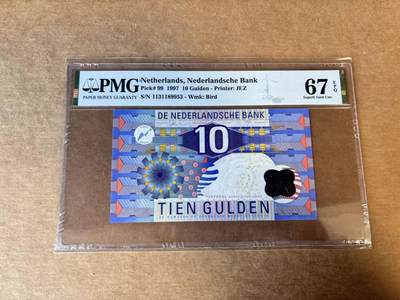 PMG
PAPER MONEY GUARANTY
Netherlands, Nederlandsche Bank
Pick# 99 1997 10 Gulden - Printer: JEZ
S/N 1131189953 - Wmk: Bird
67 EPQ
Superb Gem Unc
DE NEDERLANDSCHE BANK
10
TIEN GULDEN